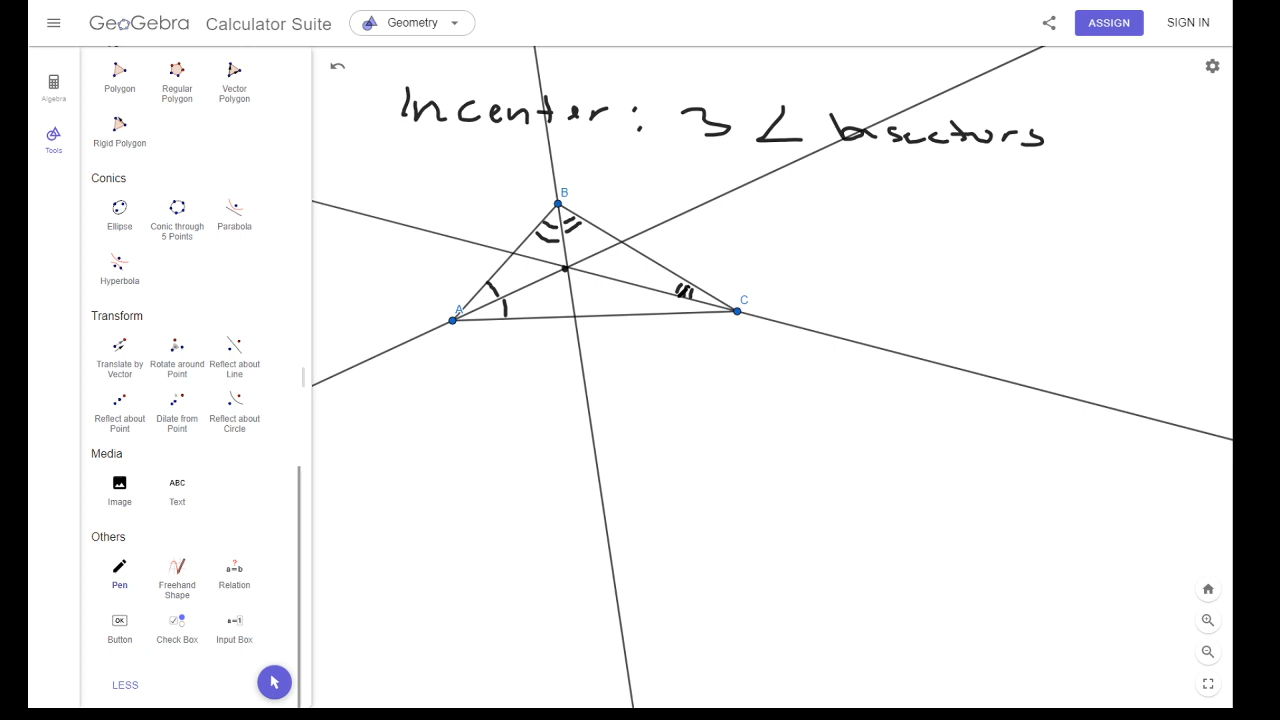 GeoGebra Calculator Suite Geometry ASSIGN SIGN IN
Algebra
Tools
Polygon Regular Polygon Vector Polygon
Rigid Polygon
Conics
Ellipse Conic through 5 Points Parabola
Hyperbola
Transform
Translate by Vector Rotate around Point Reflect about Line
Reflect about Point Dilate from Point Reflect about Circle
Media
Image ABC Text
Others
Pen Freehand Shape a=b Relation
OK Button Check Box a=1 Input Box
LESS
Incenter: 3 ∠ bisectors
B
A
C